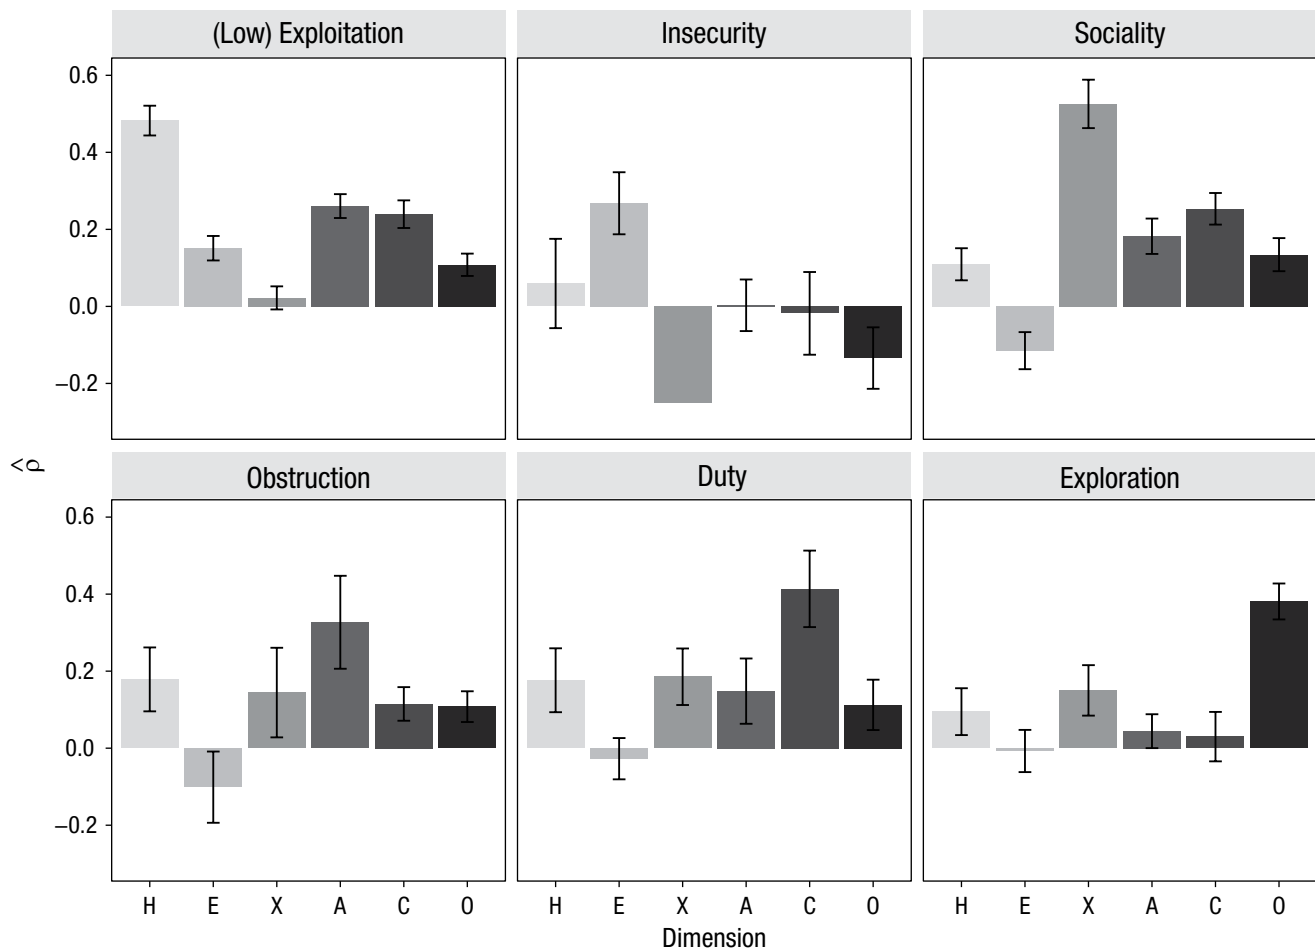 (Low) Exploitation Insecurity Sociality
0.6
0.4
0.2
0.0
–0.2
ρ̂
Obstruction Duty Exploration
0.6
0.4
0.2
0.0
–0.2
H E X A C O H E X A C O H E X A C O
Dimension